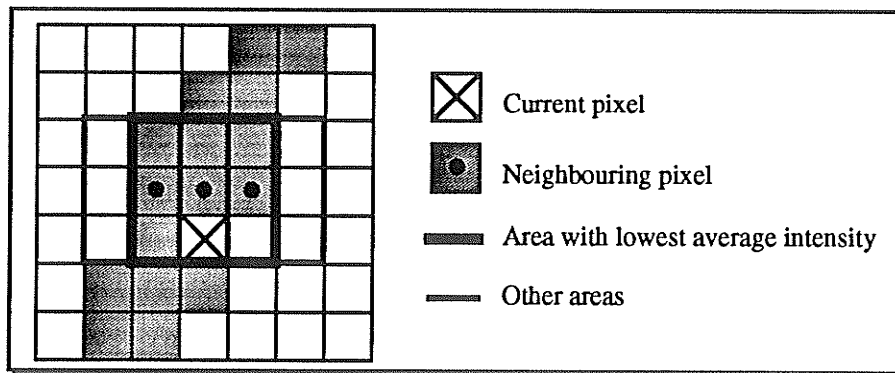 Current pixel
Neighbouring pixel
Area with lowest average intensity
Other areas